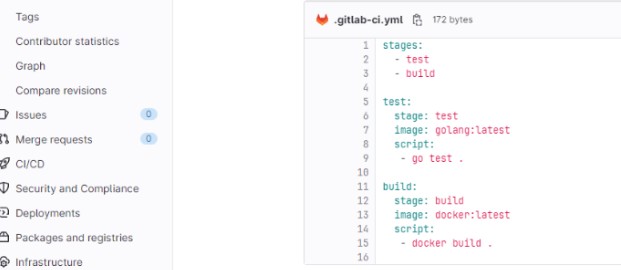 Tags
Contributor statistics
Graph
Compare revisions
Issues 0
Merge requests 0
CI/CD
Security and Compliance
Deployments
Packages and registries
Infrastructure
.gitlab-ci.yml 172 bytes
1 stages:
2   - test
3   - build
4
5 test:
6   stage: test
7   image: golang:latest
8   script:
9    - go test .
10
11 build:
12   stage: build
13   image: docker:latest
14   script:
15    - docker build .
16